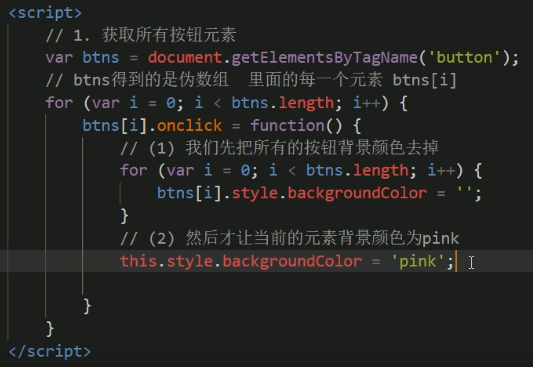 <script>
// 1. 获取所有按钮元素
var btns = document.getElementsByTagName('button');
// btns得到的是伪数组 里面的每一个元素 btns[i]
for (var i = 0; i < btns.length; i++) {
btns[i].onclick = function() {
// (1) 我们先把所有的按钮背景颜色去掉
for (var i = 0; i < btns.length; i++) {
btns[i].style.backgroundColor = '';
}
// (2) 然后才让当前的元素背景颜色为pink
this.style.backgroundColor = 'pink';
}
}
</script>